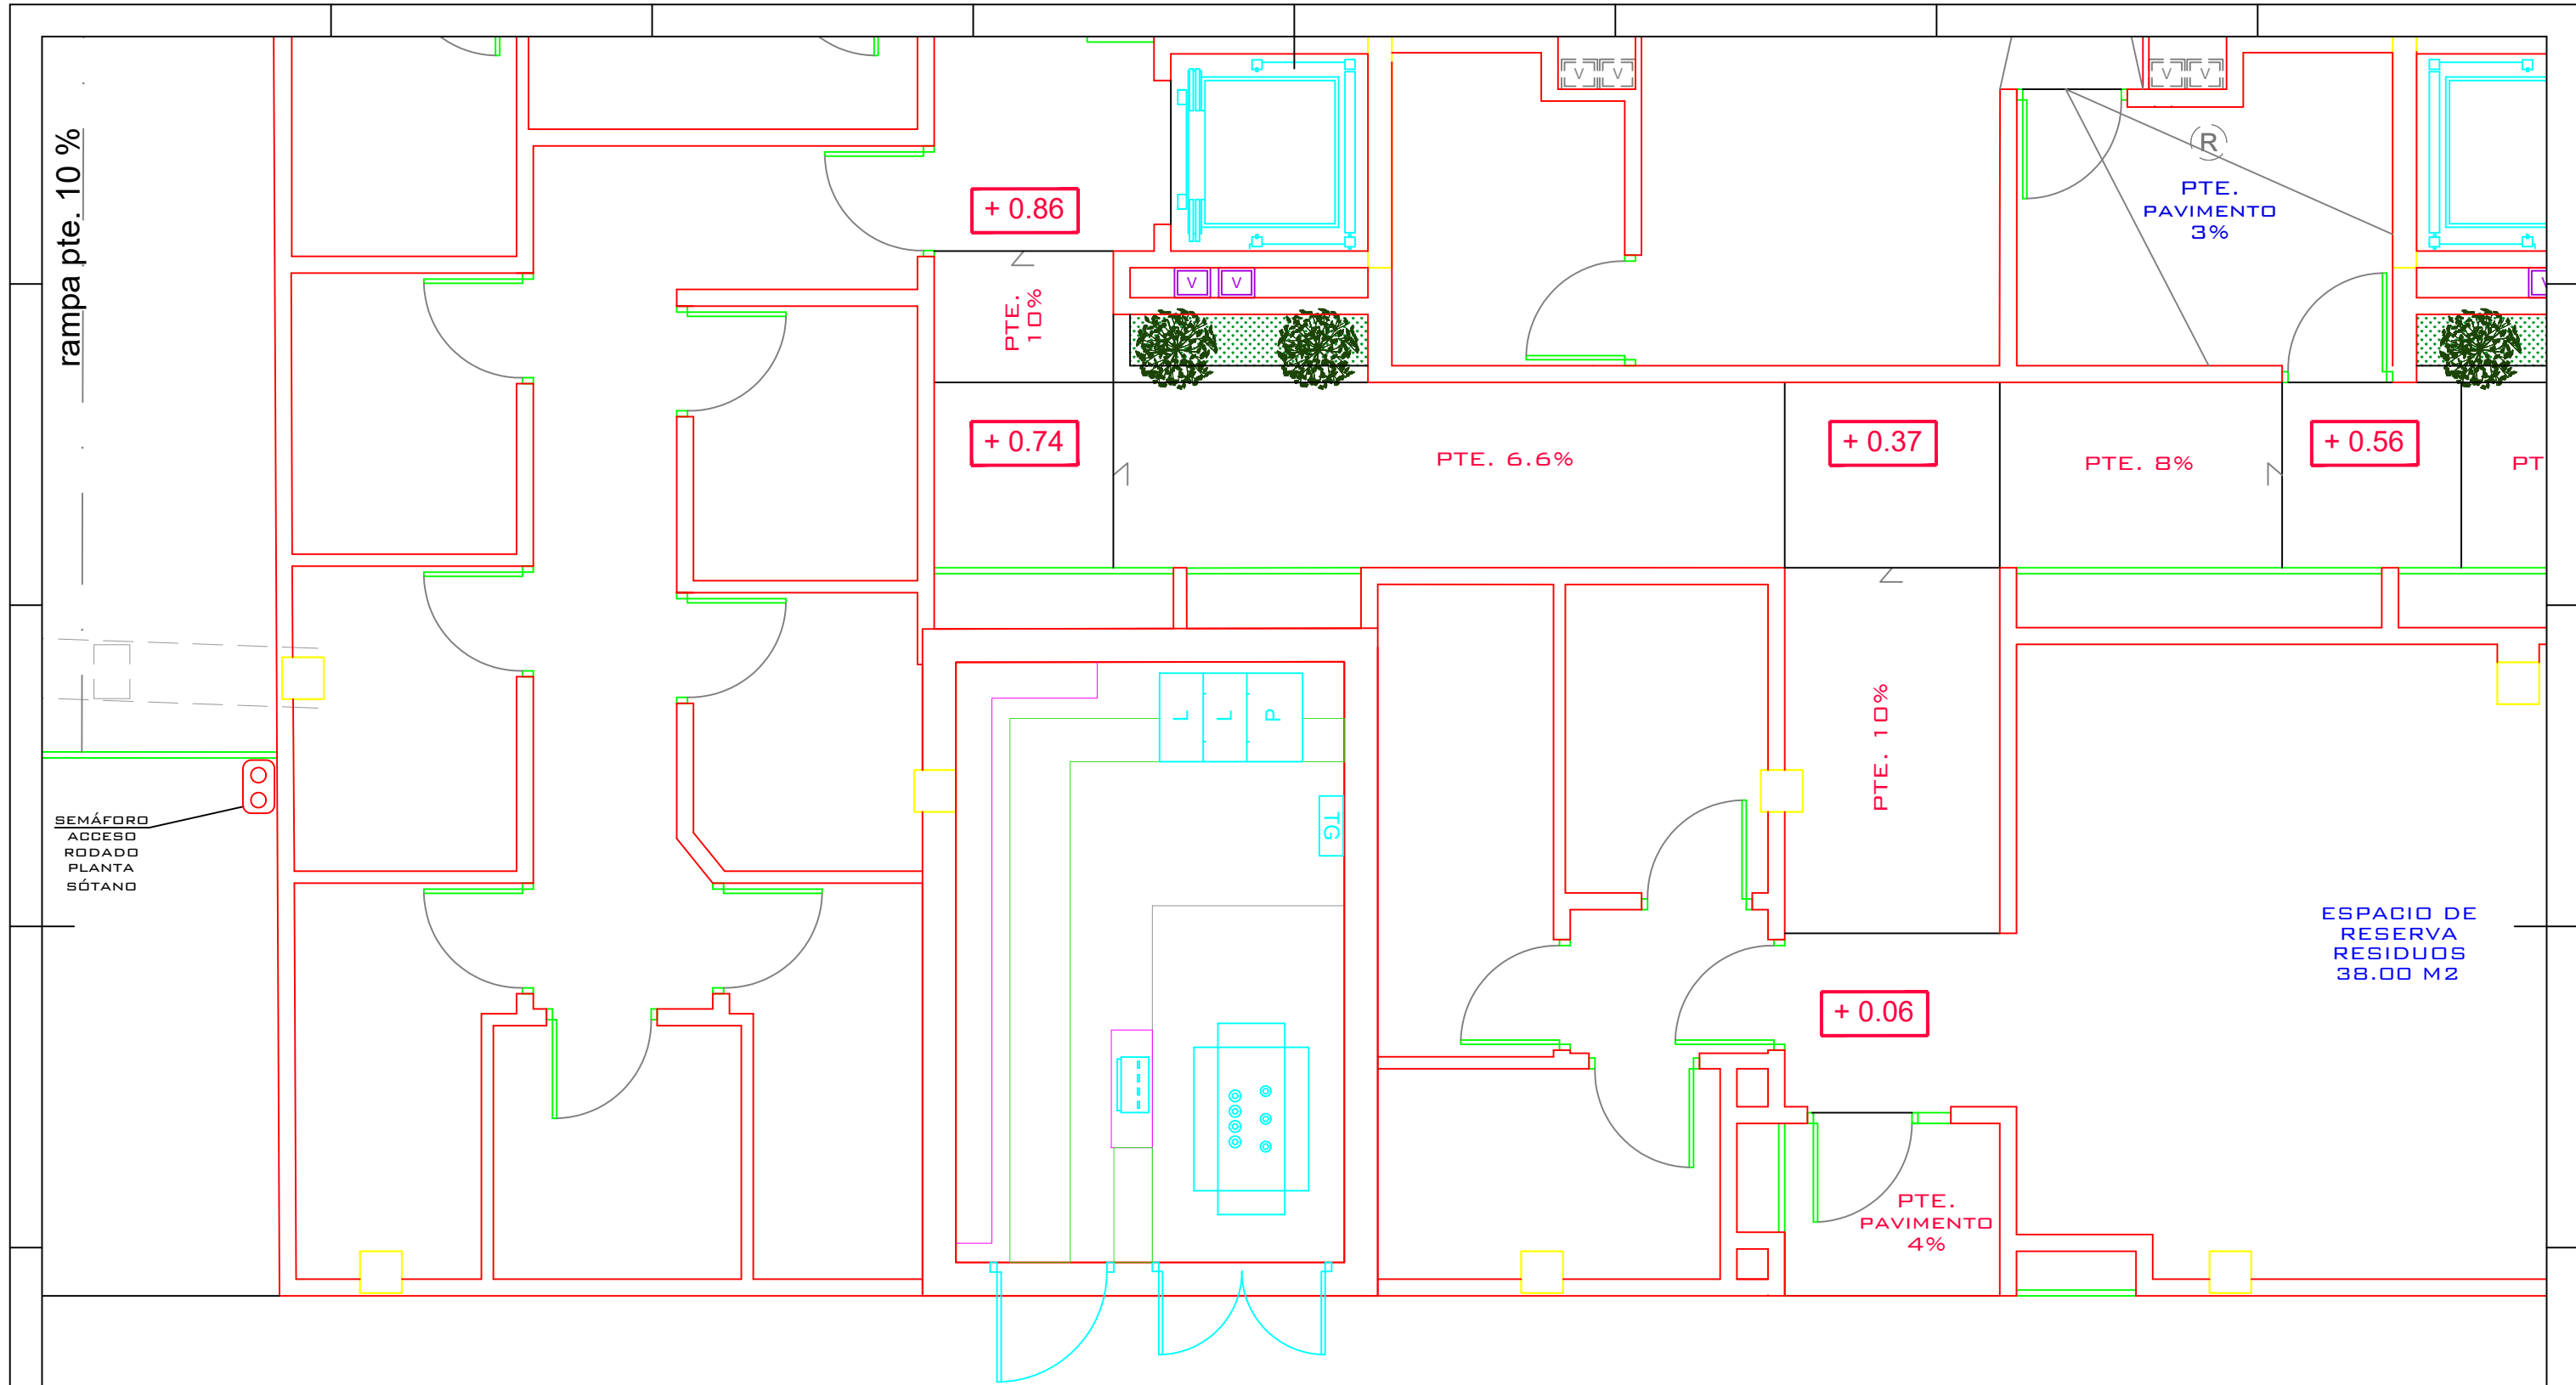 rampa pte. 10 %
SEMÁFORO
ACCESO
RODADO
PLANTA
SÓTANO
+ 0.86
PTE.
10%
V V
V V
V V
V
R
PTE.
PAVIMENTO
3%
+ 0.74
PTE. 6.6%
+ 0.37
PTE. 8%
+ 0.56
PT
L L P
TG
PTE. 10%
ESPACIO DE
RESERVA
RESIDUOS
38.00 M2
+ 0.06
PTE.
PAVIMENTO
4%